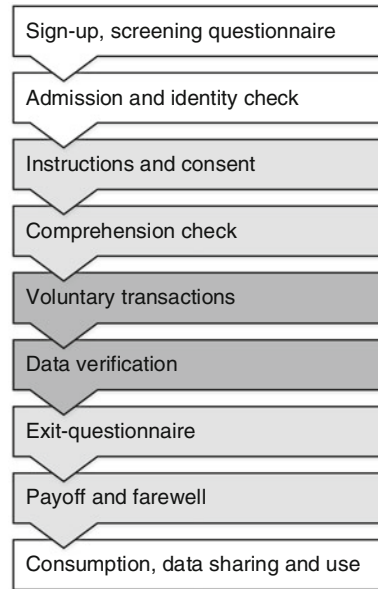 Sign-up, screening questionnaire
Admission and identity check
Instructions and consent
Comprehension check
Voluntary transactions
Data verification
Exit-questionnaire
Payoff and farewell
Consumption, data sharing and use